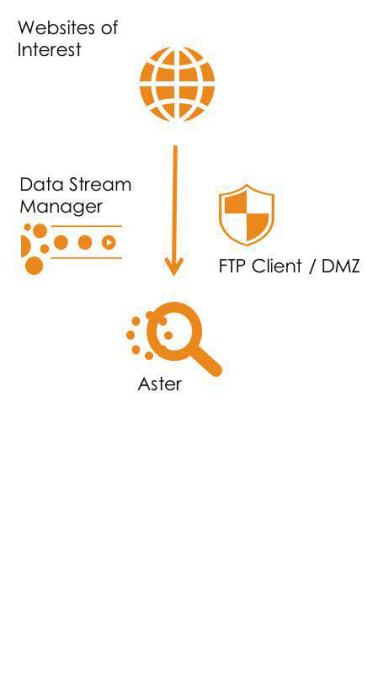 Websites of
Interest
Data Stream
Manager
FTP Client / DMZ
Aster